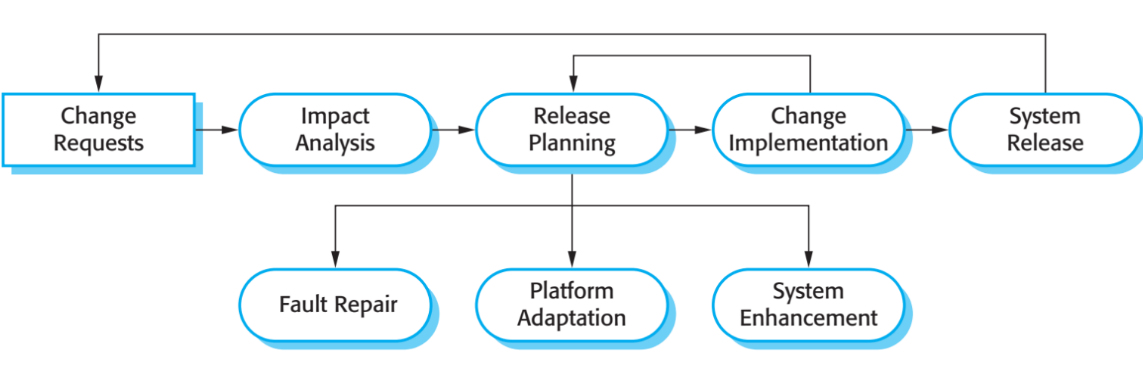 Change
Requests
Impact
Analysis
Release
Planning
Change
Implementation
System
Release
Fault Repair
Platform
Adaptation
System
Enhancement